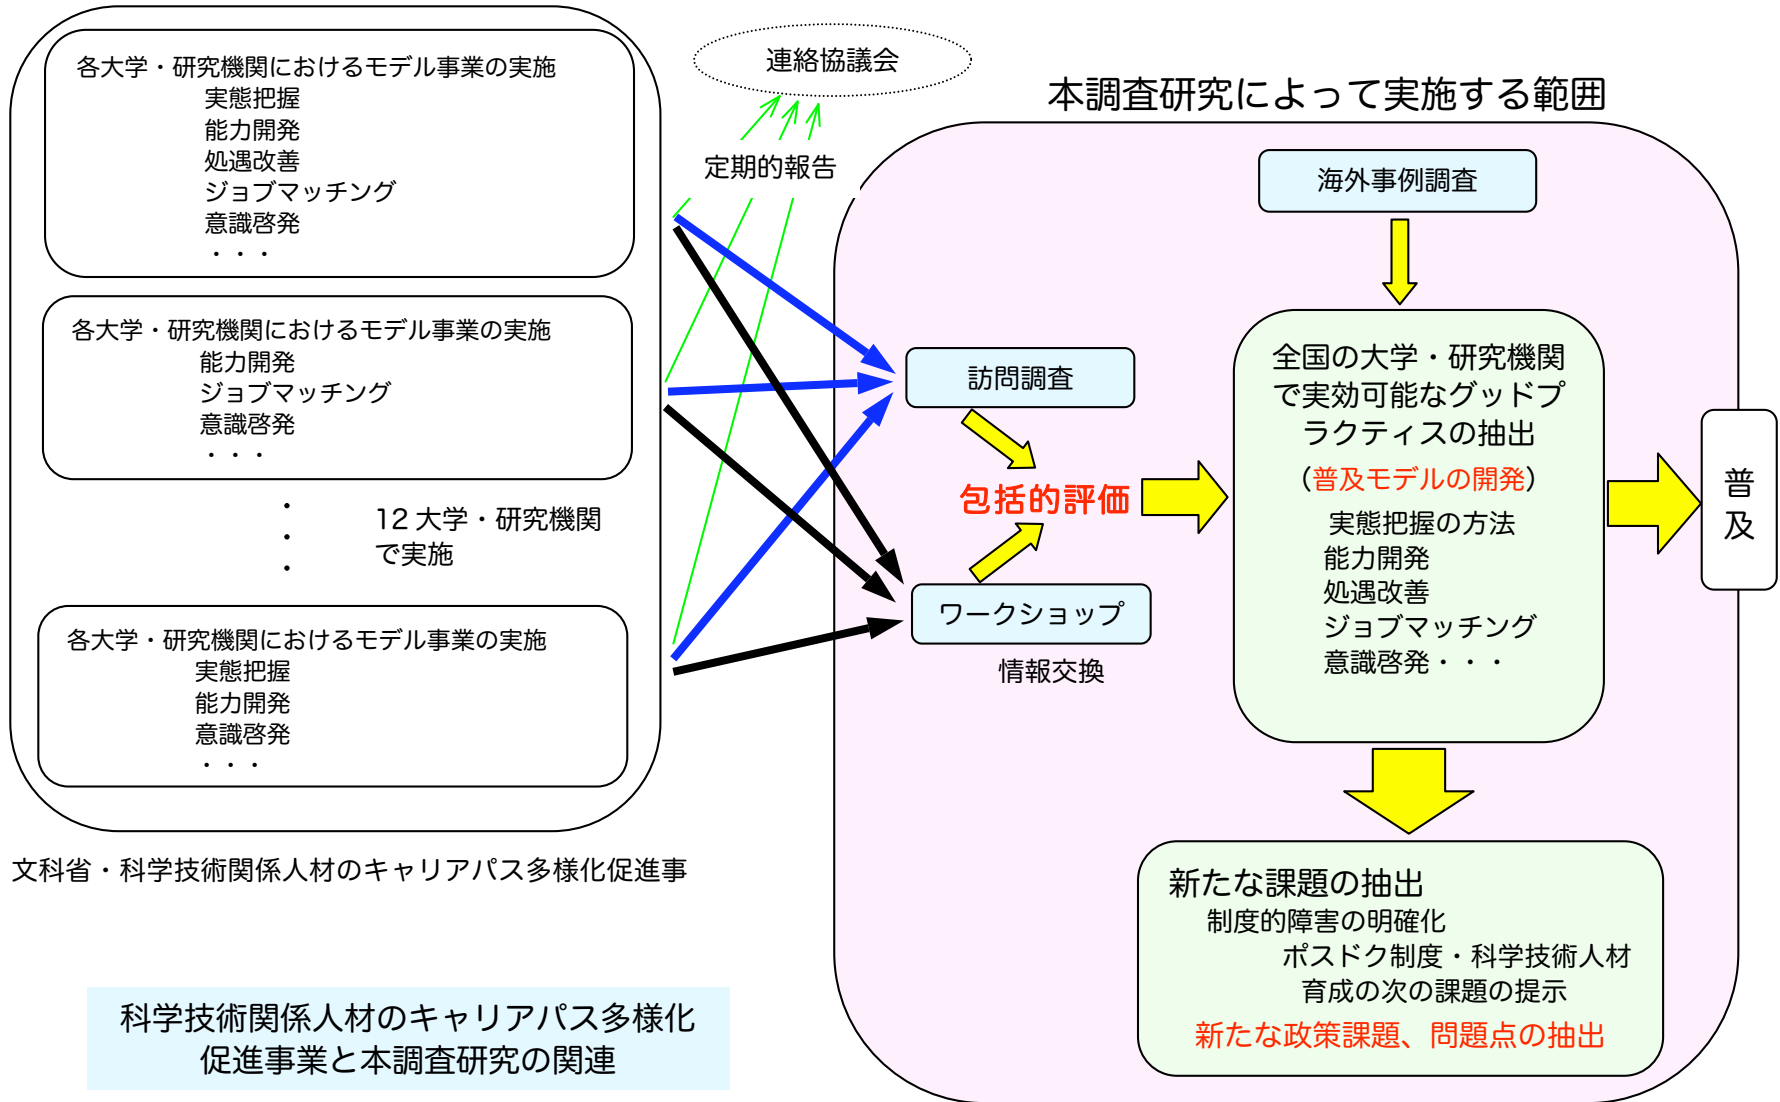 各大学・研究機関におけるモデル事業の実施
実態把握
能力開発
処遇改善
ジョブマッチング
意識啓発
・・・
各大学・研究機関におけるモデル事業の実施
能力開発
ジョブマッチング
意識啓発
・・・
・
・
・
12 大学・研究機関
で実施
各大学・研究機関におけるモデル事業の実施
実態把握
能力開発
意識啓発
・・・
文科省・科学技術関係人材のキャリアパス多様化促進事
科学技術関係人材のキャリアパス多様化
促進事業と本調査研究の関連
連絡協議会
定期的報告
本調査研究によって実施する範囲
海外事例調査
訪問調査
包括的評価
ワークショップ
情報交換
全国の大学・研究機関
で実効可能なグッドプ
ラクティスの抽出
（普及モデルの開発）
実態把握の方法
能力開発
処遇改善
ジョブマッチング
意識啓発・・・
普
及
新たな課題の抽出
制度的障害の明確化
ポスドク制度・科学技術人材
育成の次の課題の提示
新たな政策課題、問題点の抽出